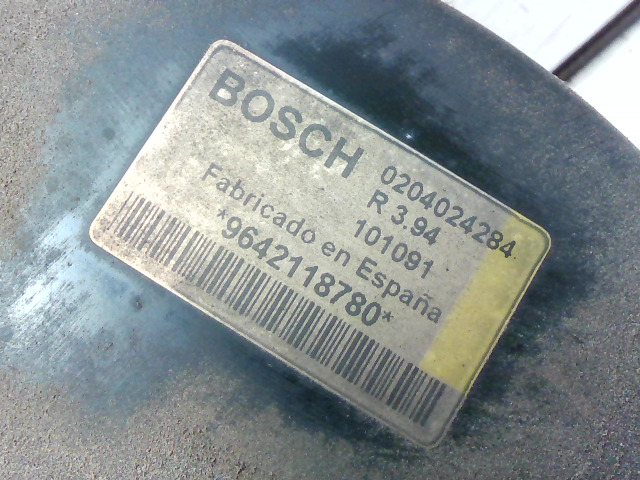 BOSCH
0204024284
R 3.94
101091
Fabricado en España
*9642118780*